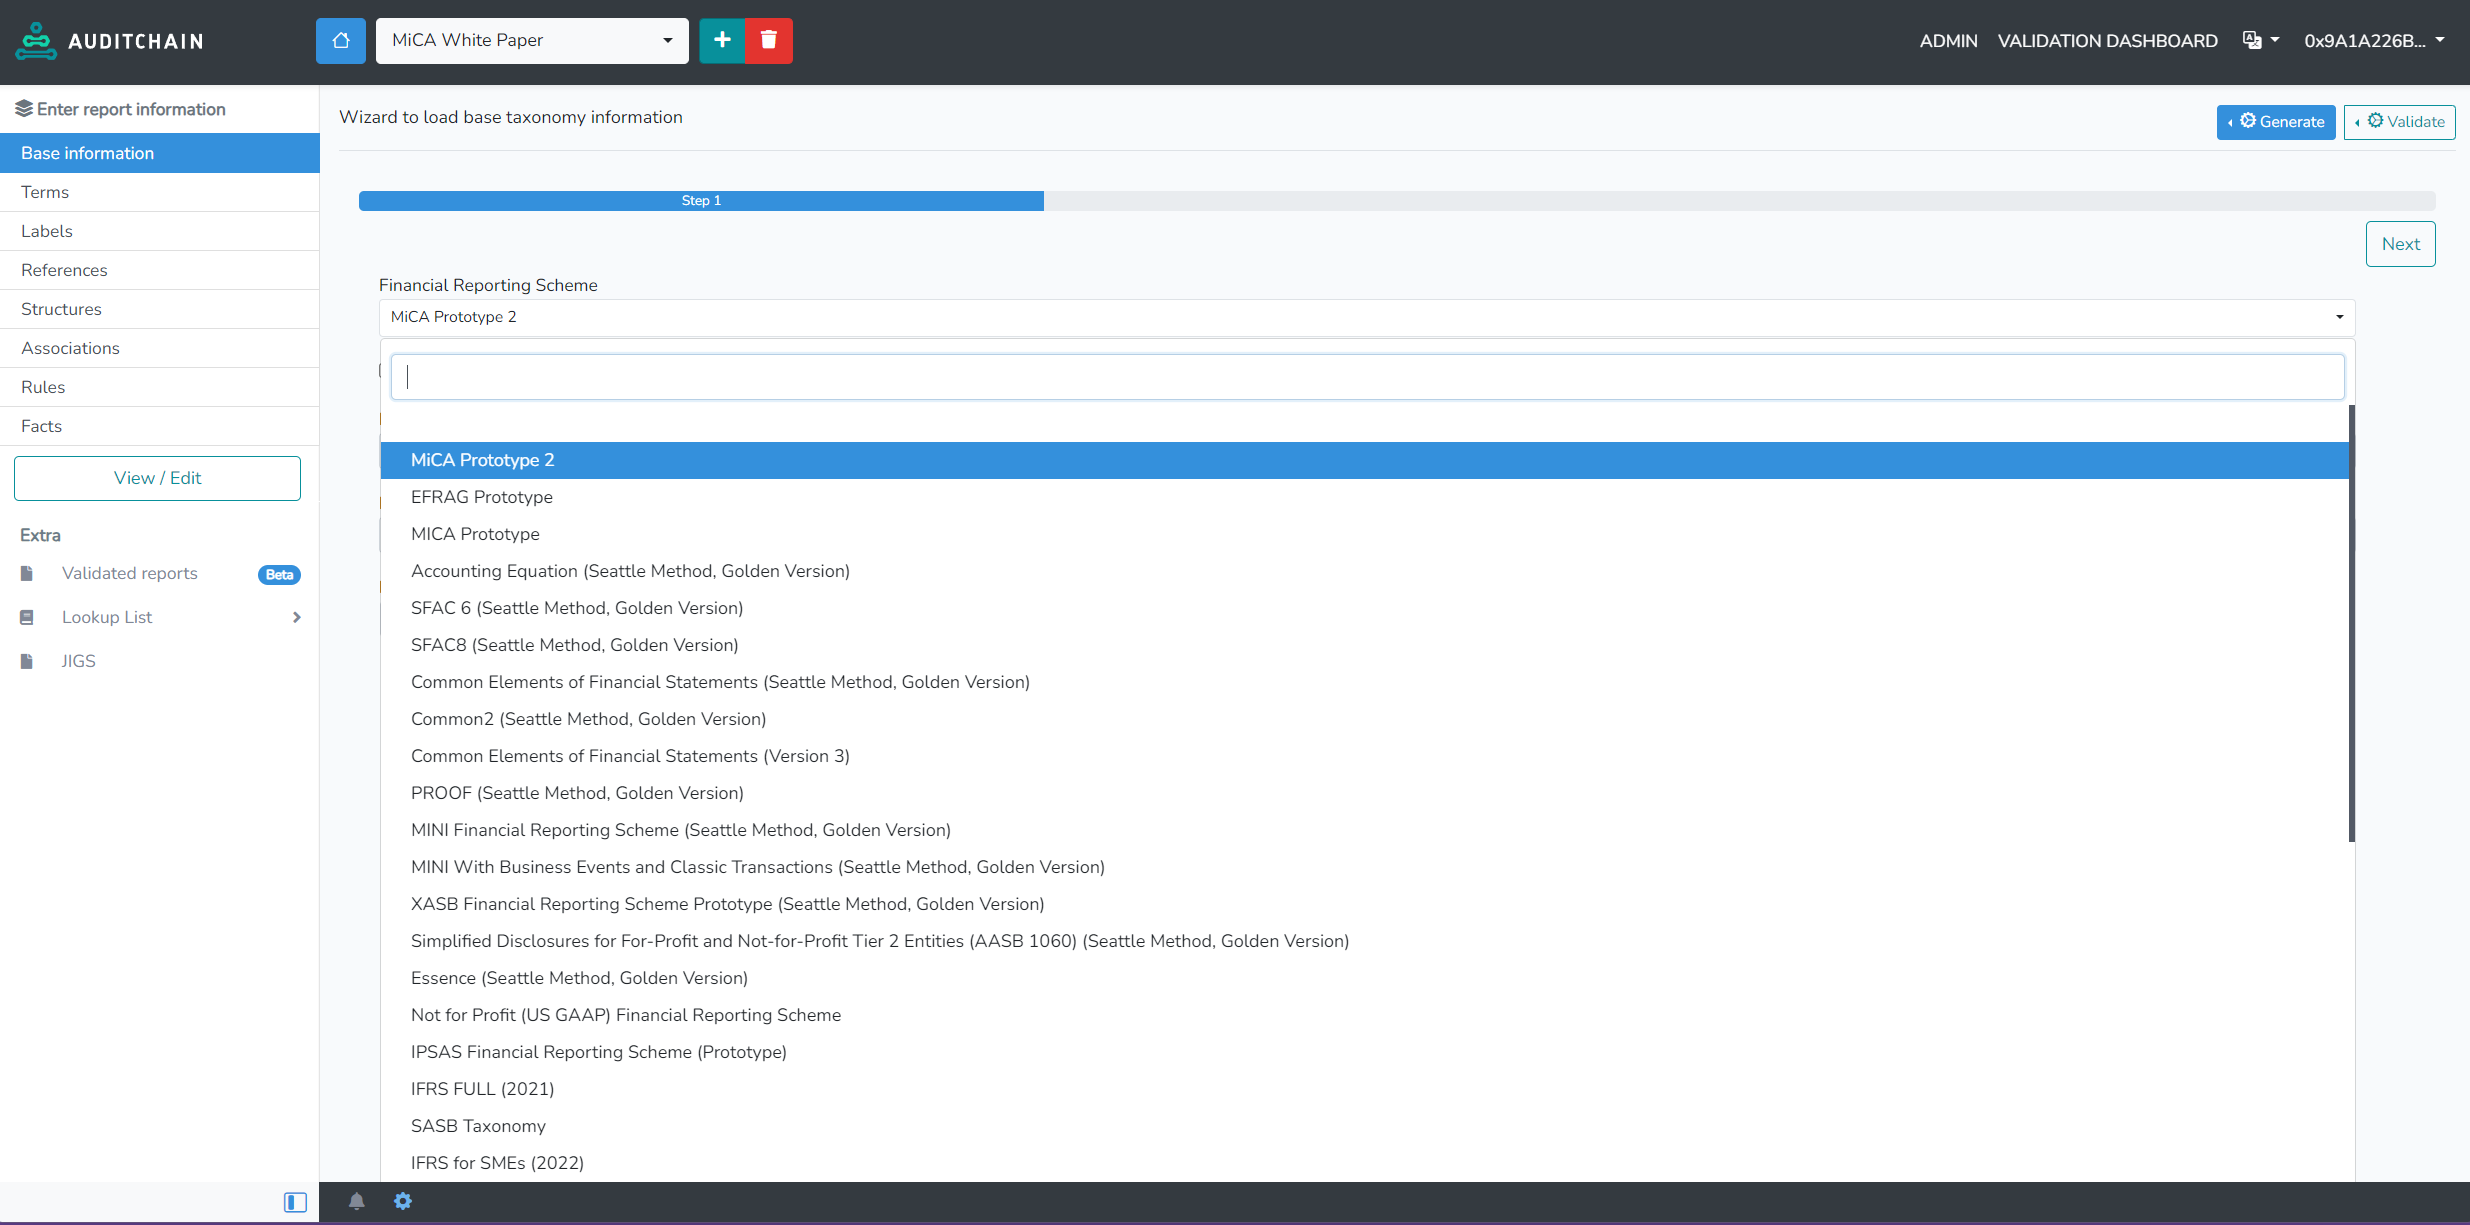 AUDITCHAIN
MiCA White Paper
ADMIN
VALIDATION DASHBOARD
0x9A1A226B...
Enter report information
Base information
Terms
Labels
References
Structures
Associations
Rules
Facts
View / Edit
Extra
Validated reports Beta
Lookup List
JIGS
Wizard to load base taxonomy information
Generate
Validate
Step 1
Next
Financial Reporting Scheme
MiCA Prototype 2
MiCA Prototype 2
EFRAG Prototype
MICA Prototype
Accounting Equation (Seattle Method, Golden Version)
SFAC 6 (Seattle Method, Golden Version)
SFAC8 (Seattle Method, Golden Version)
Common Elements of Financial Statements (Seattle Method, Golden Version)
Common2 (Seattle Method, Golden Version)
Common Elements of Financial Statements (Version 3)
PROOF (Seattle Method, Golden Version)
MINI Financial Reporting Scheme (Seattle Method, Golden Version)
MINI With Business Events and Classic Transactions (Seattle Method, Golden Version)
XASB Financial Reporting Scheme Prototype (Seattle Method, Golden Version)
Simplified Disclosures for For-Profit and Not-for-Profit Tier 2 Entities (AASB 1060) (Seattle Method, Golden Version)
Essence (Seattle Method, Golden Version)
Not for Profit (US GAAP) Financial Reporting Scheme
IPSAS Financial Reporting Scheme (Prototype)
IFRS FULL (2021)
SASB Taxonomy
IFRS for SMEs (2022)